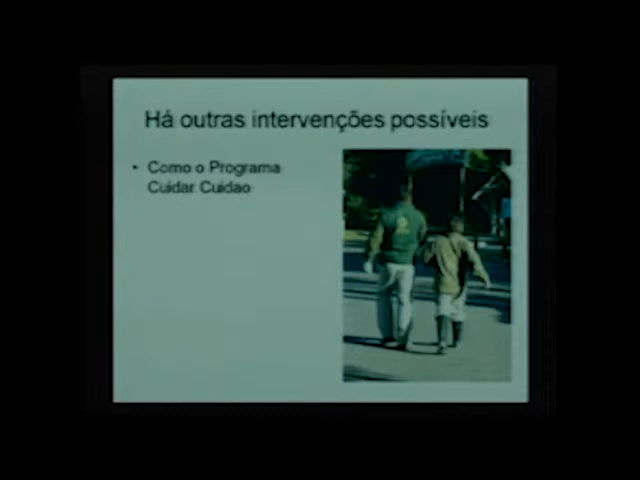 Há outras intervenções possíveis
• Como o Programa
Cuidar Cuidao